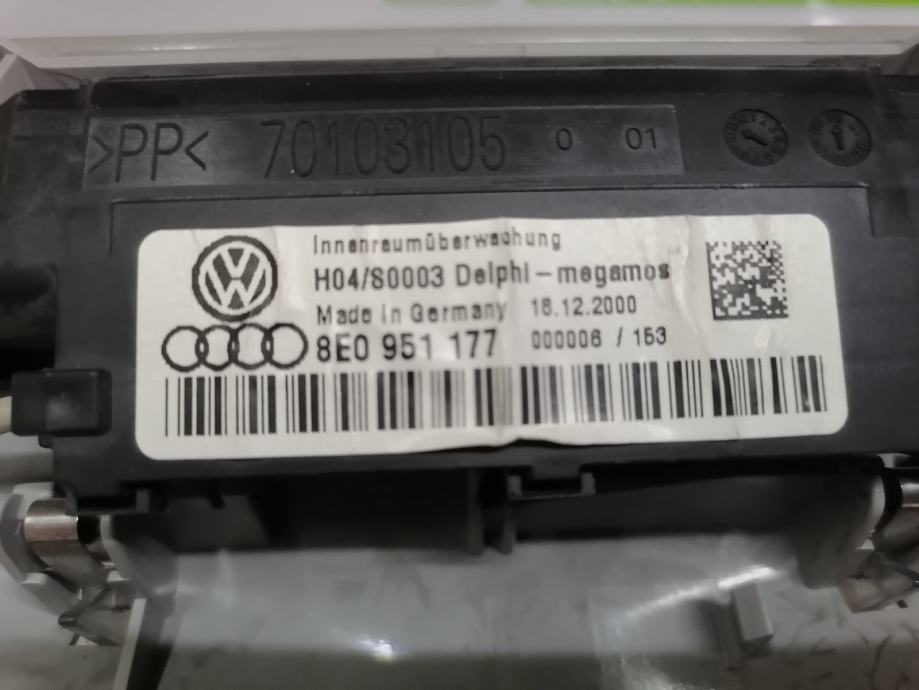 >PP< 70103105 0 01
Innenraumüberwachung
H04/S0003 Delphi-megamos
Made in Germany 18.12.2000
8E0 951 177 000006 / 153